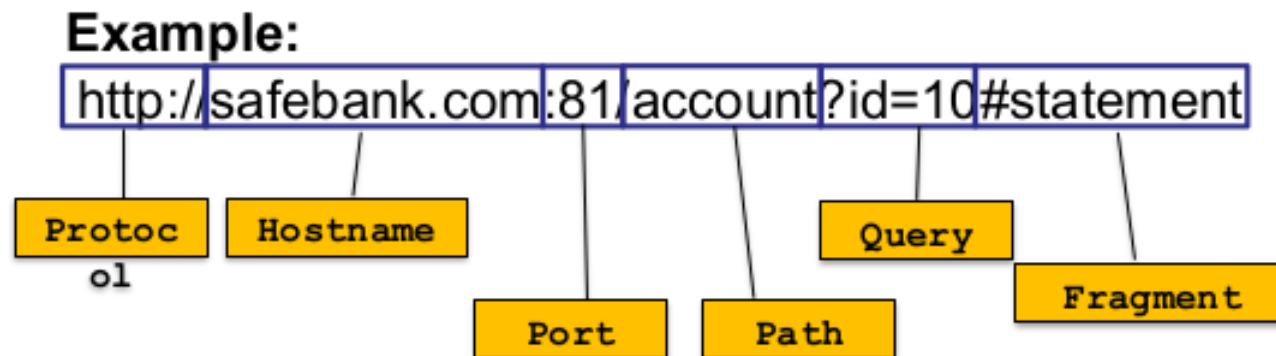 Example:
http://safebank.com:81/account?id=10#statement
Protoc
ol
Hostname
Port
Path
Query
Fragment